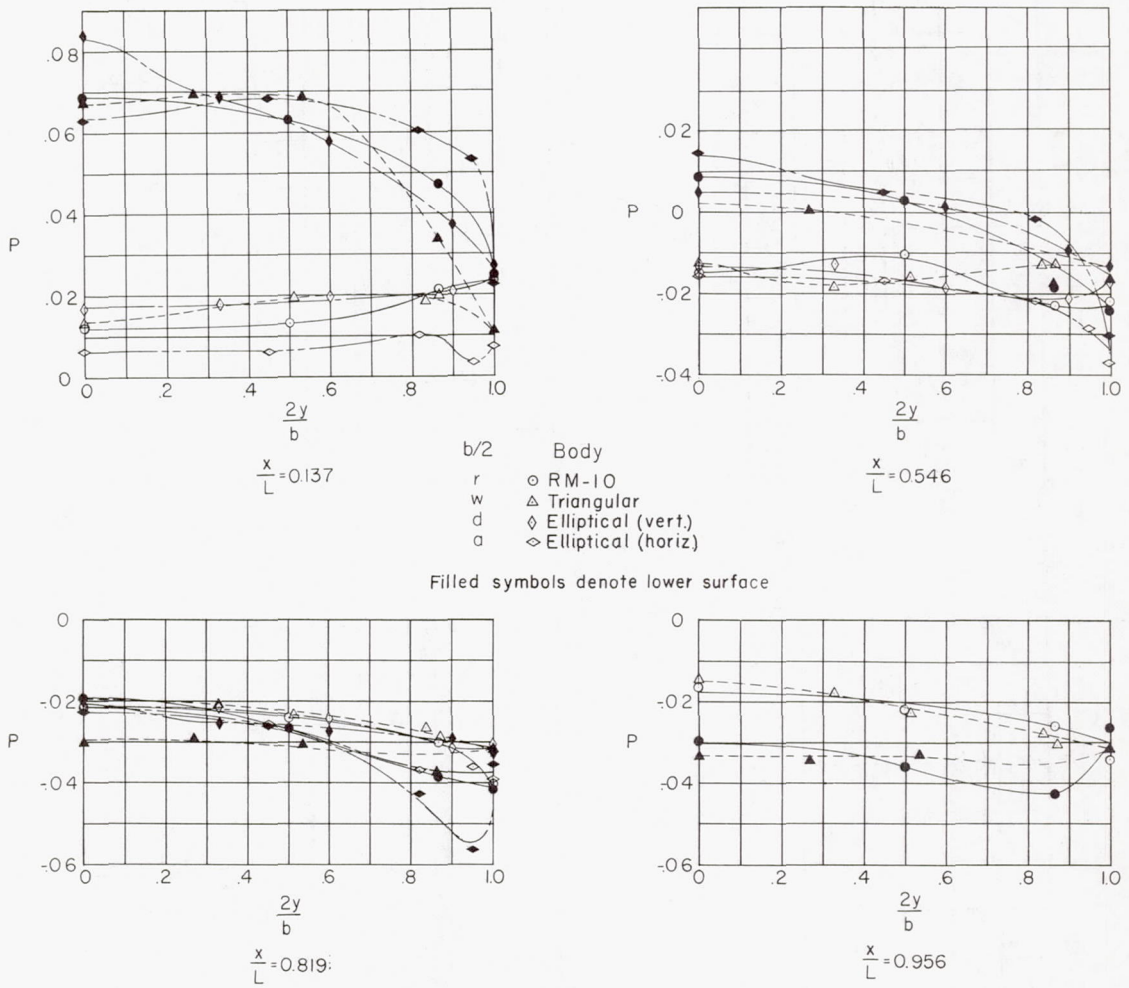 .08
.06
P
.04
.02
0
0 .2 .4 .6 .8 1.0
2y
b
x
L =0.137
.02
P 0
-.02
-.04
0 .2 .4 .6 .8 1.0
2y
b
x
L =0.546
b/2 Body
r RM-10
w Triangular
d Elliptical (vert.)
a Elliptical (horiz)
Filled symbols denote lower surface
0
-.02
P
-.04
-.06
0 .2 .4 .6 .8 1.0
2y
b
x
L =0.819
0
-.02
P
-.04
-.06
0 .2 .4 .6 .8 1.0
2y
b
x
L =0.956